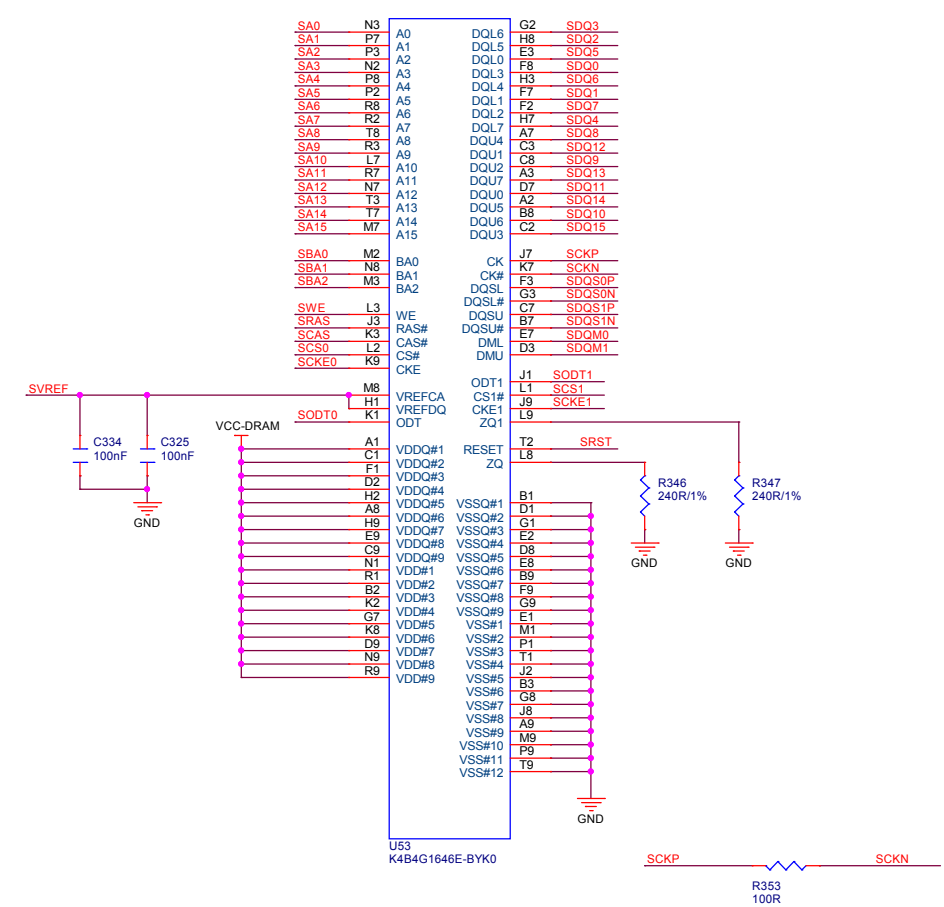 SA0 N3 A0 DQL6 G2 SDQ3
SA1 P7 A1 DQL5 H8 SDQ2
SA2 P3 A2 DQL0 E3 SDQ5
SA3 N2 A3 DQL3 F8 SDQ0
SA4 P8 A4 DQL4 H3 SDQ6
SA5 P2 A5 DQL1 F7 SDQ1
SA6 R8 A6 DQL2 F2 SDQ7
SA7 R2 A7 DQL7 H7 SDQ4
SA8 T8 A8 DQU4 A7 SDQ8
SA9 R3 A9 DQU1 C3 SDQ12
SA10 L7 A10 DQU2 C8 SDQ9
SA11 R7 A11 DQU7 A3 SDQ13
SA12 N7 A12 DQU0 D7 SDQ11
SA13 T3 A13 DQU5 A2 SDQ14
SA14 T7 A14 DQU6 B8 SDQ10
SA15 M7 A15 DQU3 C2 SDQ15
SBA0 M2 BA0 CK J7 SCKP
SBA1 N8 BA1 CK# K7 SCKN
SBA2 M3 BA2 DQSL F3 SDQS0P
DQSL# G3 SDQS0N
SWE L3 WE DQSU C7 SDQS1P
SRAS J3 RAS# DQSU# B7 SDQS1N
SCAS K3 CAS# DML E7 SDQM0
SCS0 L2 CS# DMU D3 SDQM1
SCKE0 K9 CKE
ODT1 J1 SODT1
SVREF M8 VREFCA CS1# L1 SCS1
H1 VREFDQ CKE1 J9 SCKE1
SODT0 K1 ODT ZQ1 L9
VCC-DRAM
C334 100nF
C325 100nF
GND
A1 VDDQ#1 RESET T2 SRST
C1 VDDQ#2 ZQ L8
F1 VDDQ#3
D2 VDDQ#4
R346 240R/1%
R347 240R/1%
GND
GND
H2 VDDQ#5 VSSQ#1 B1
A8 VDDQ#6 VSSQ#2 D1
H9 VDDQ#7 VSSQ#3 G1
E9 VDDQ#8 VSSQ#4 E2
C9 VDDQ#9 VSSQ#5 D8
N1 VDD#1 VSSQ#6 E8
R1 VDD#2 VSSQ#7 B9
B2 VDD#3 VSSQ#8 F9
K2 VDD#4 VSSQ#9 G9
G7 VDD#5 VSS#1 E1
K8 VDD#6 VSS#2 M1
D9 VDD#7 VSS#3 P1
N9 VDD#8 VSS#4 T1
R9 VDD#9 VSS#5 J2
VSS#6 B3
VSS#7 G8
VSS#8 J8
VSS#9 A9
VSS#10 M9
VSS#11 P9
VSS#12 T9
GND
U53
K4B4G1646E-BYK0
SCKP SCKN
R353
100R